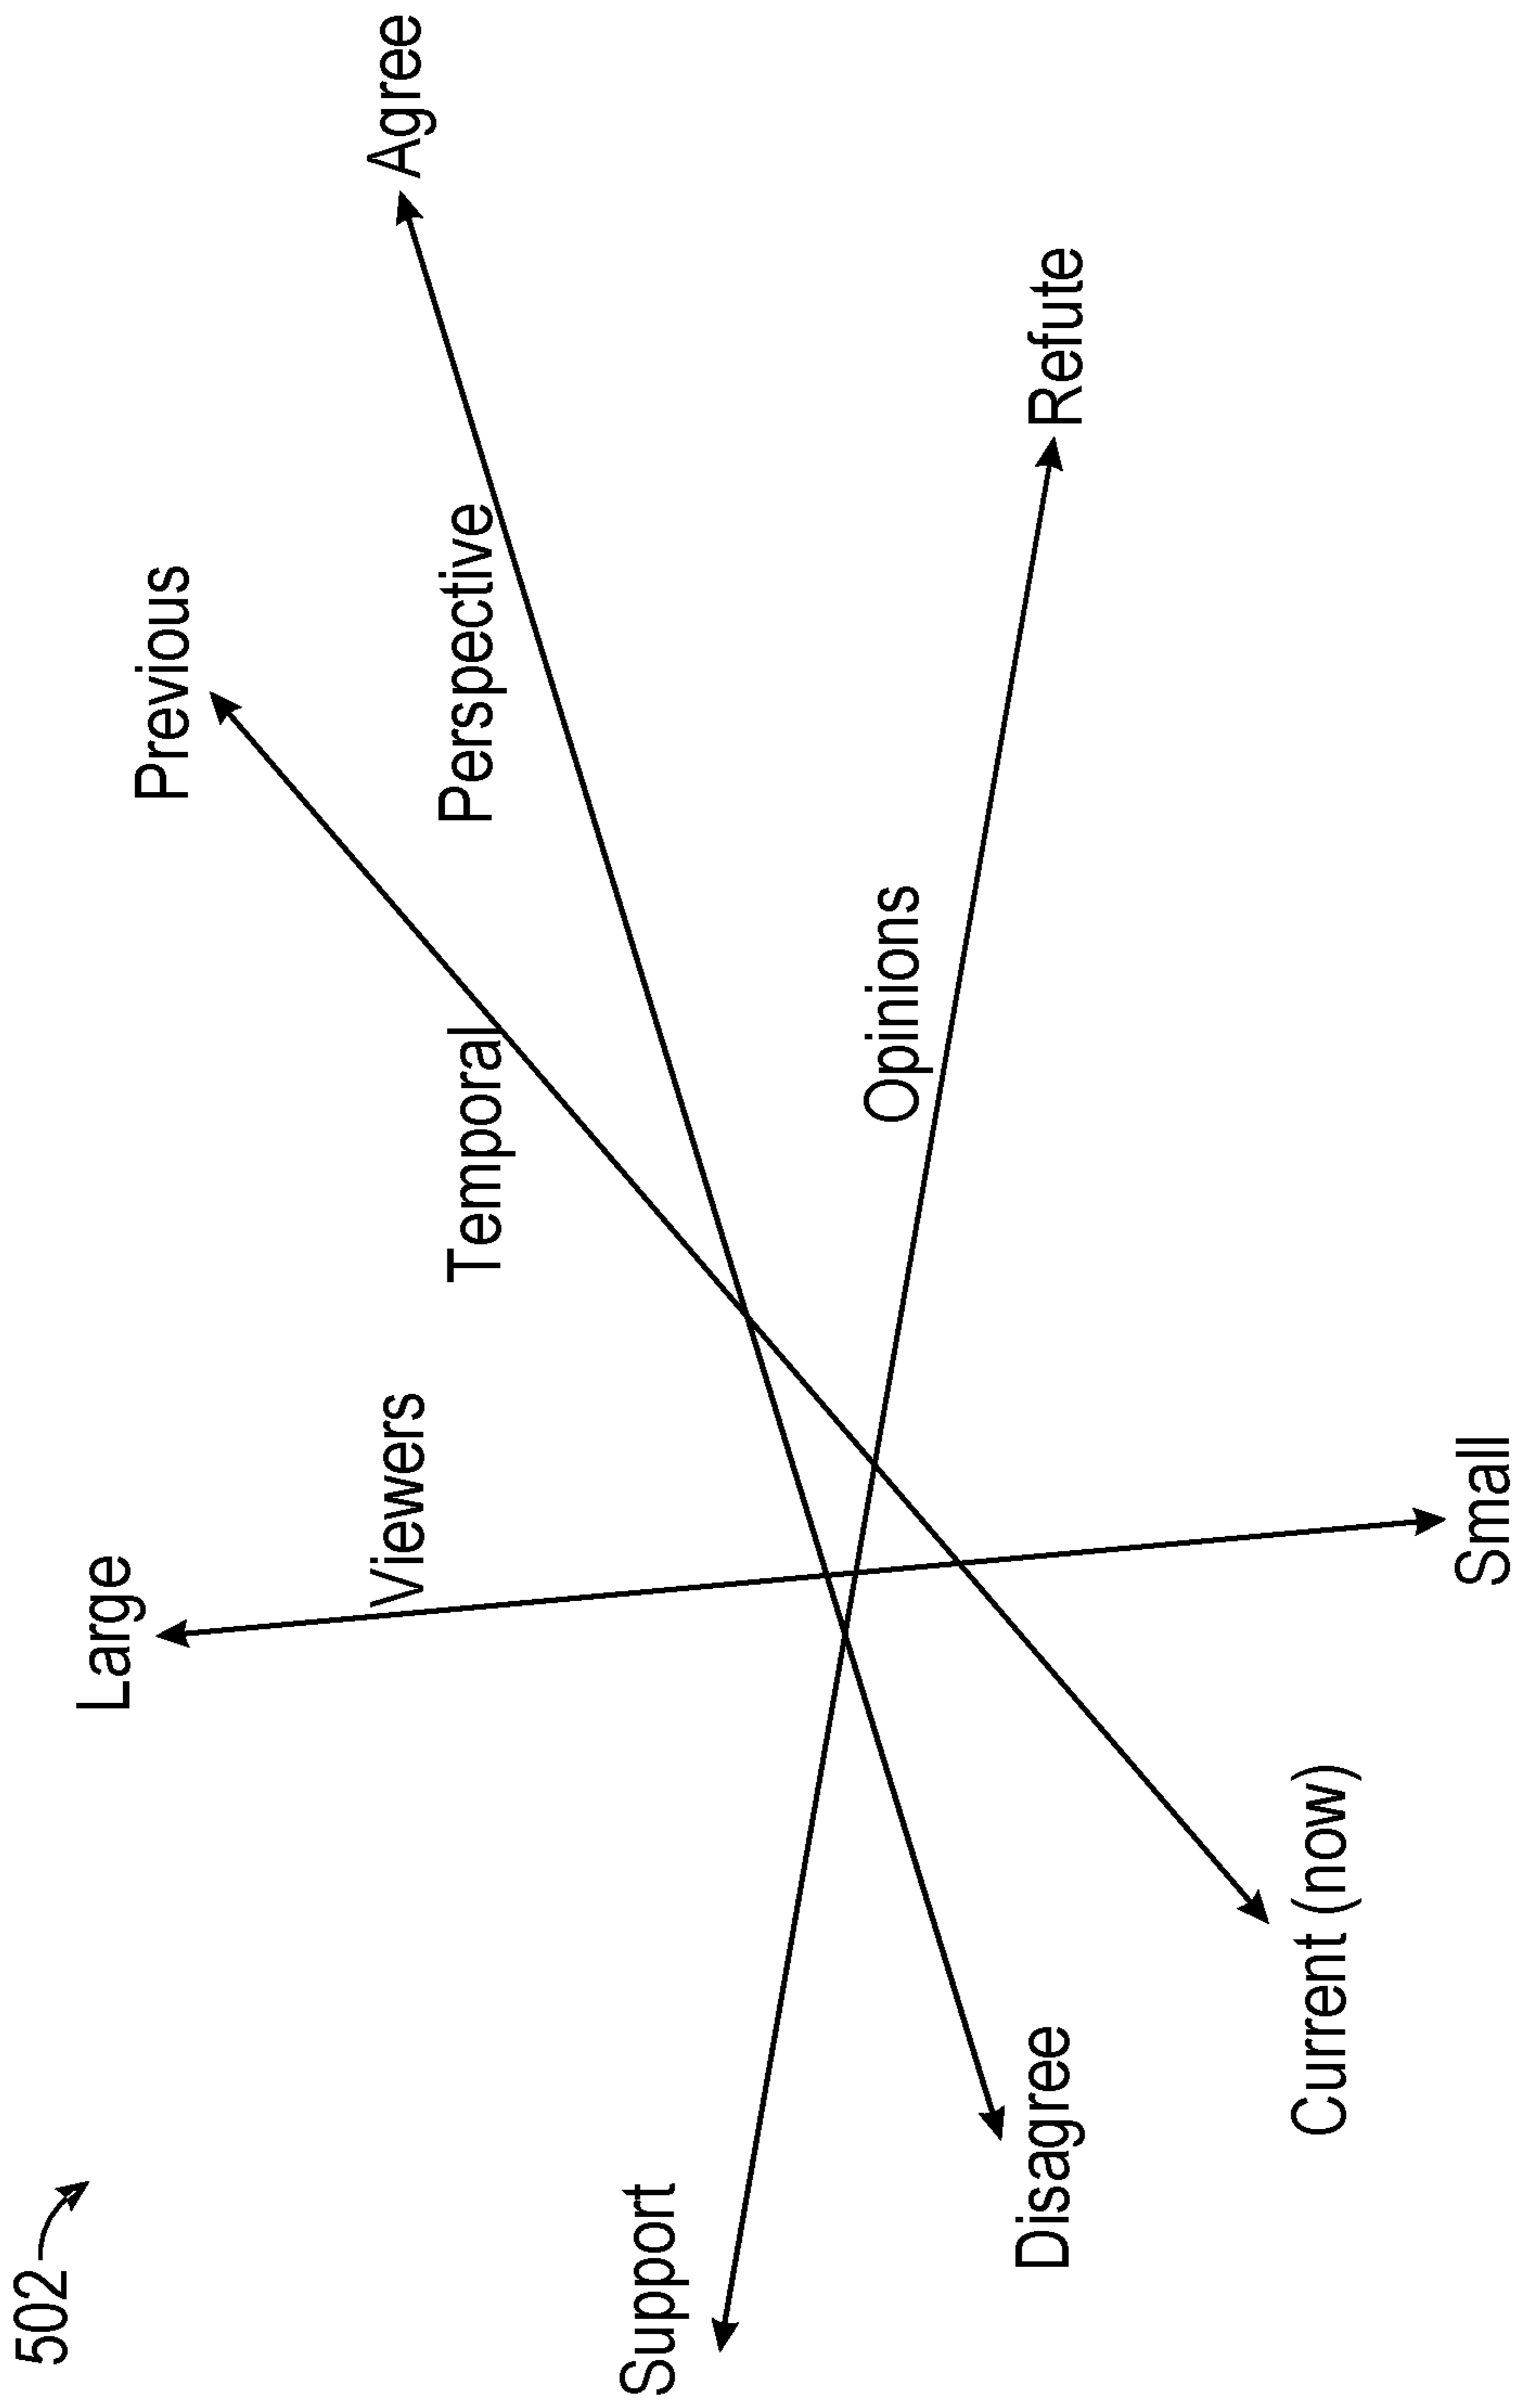 502
Large
Previous
Viewers
Agree
Temporal
Perspective
Support
Opinions
Disagree
Refute
Current (now)
Small